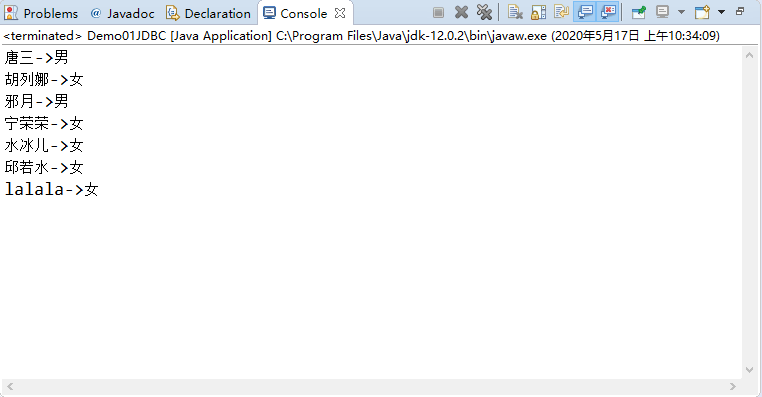 Problems @ Javadoc Declaration Console
<terminated> Demo01JDBC [Java Application] C:\Program Files\Java\jdk-12.0.2\bin\javaw.exe (2020年5月17日 上午10:34:09)
唐三->男
胡列娜->女
邪月->男
宁荣荣->女
水冰儿->女
邱若水->女
lalala->女